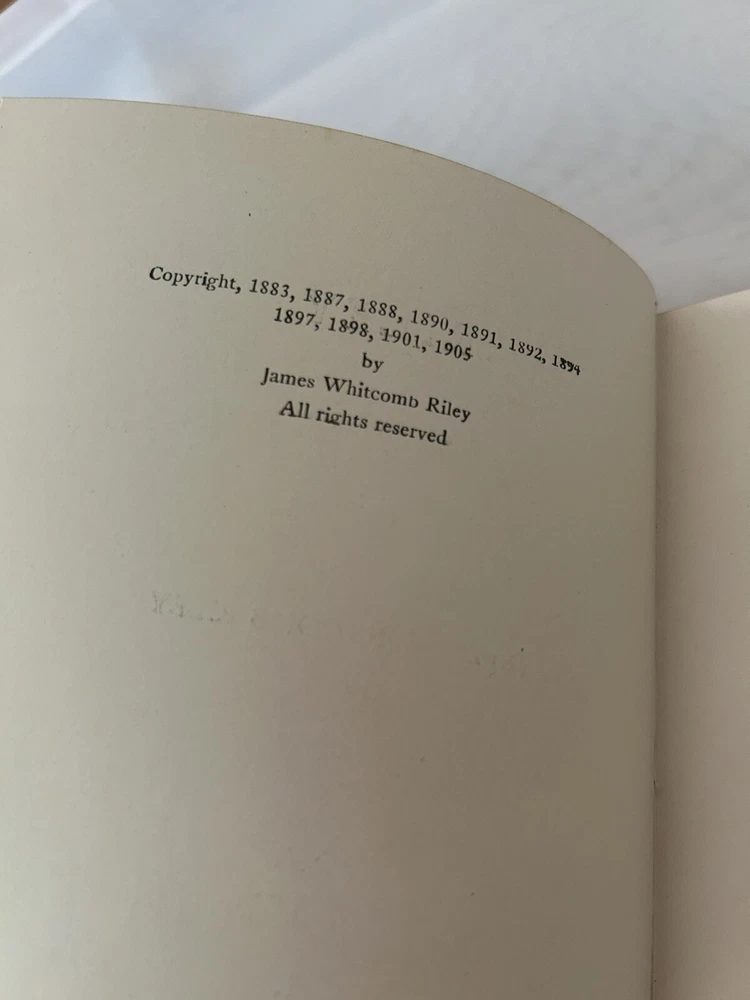 Copyright, 1883, 1887, 1888, 1890, 1891, 1892, 1894
1897, 1898, 1901, 1905
by
James Whitcomb Riley
All rights reserved